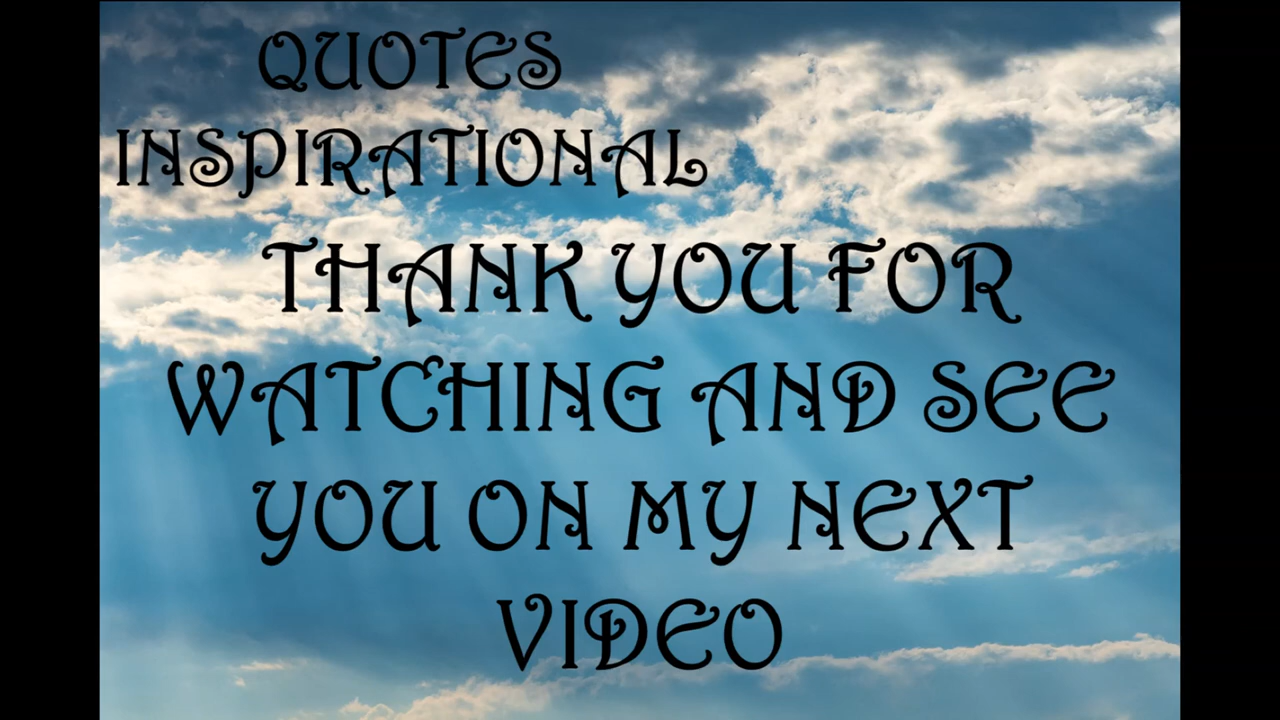 QUOTES
INSPIRATIONAL
THANK YOU FOR
WATCHING AND SEE
YOU ON MY NEXT
VIDEO